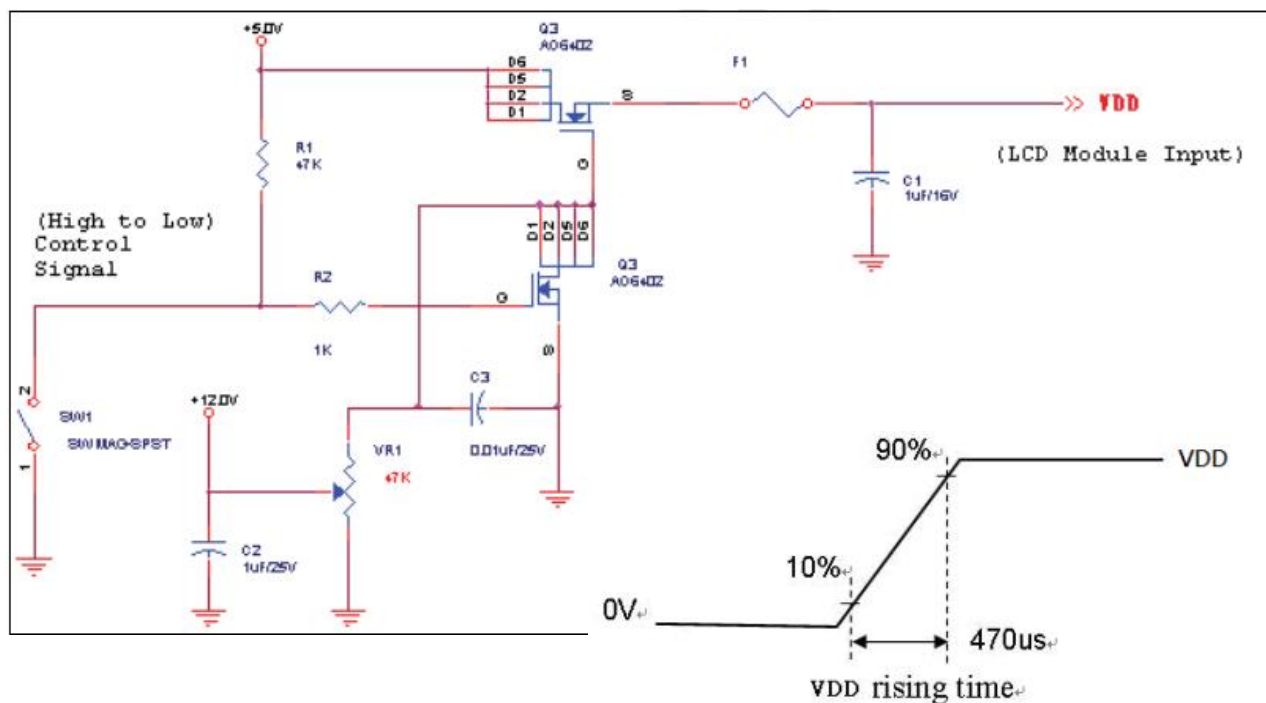 +5.0V
Q3
AO6402
F1
D6
D5
D2
D1
S
VDD
(LCD Module Input)
R1
47K
G
C1
1uF/16V
(High to Low)
Control
Signal
D1
D2
D5
D6
Q3
AO6402
R2
1K
G
S
2
SW1
SW MAG-SPST
1
+12.0V
C3
0.01uF/25V
VR1
47K
C2
1uF/25V
90%
VDD
10%
0V
470us
VDD rising time